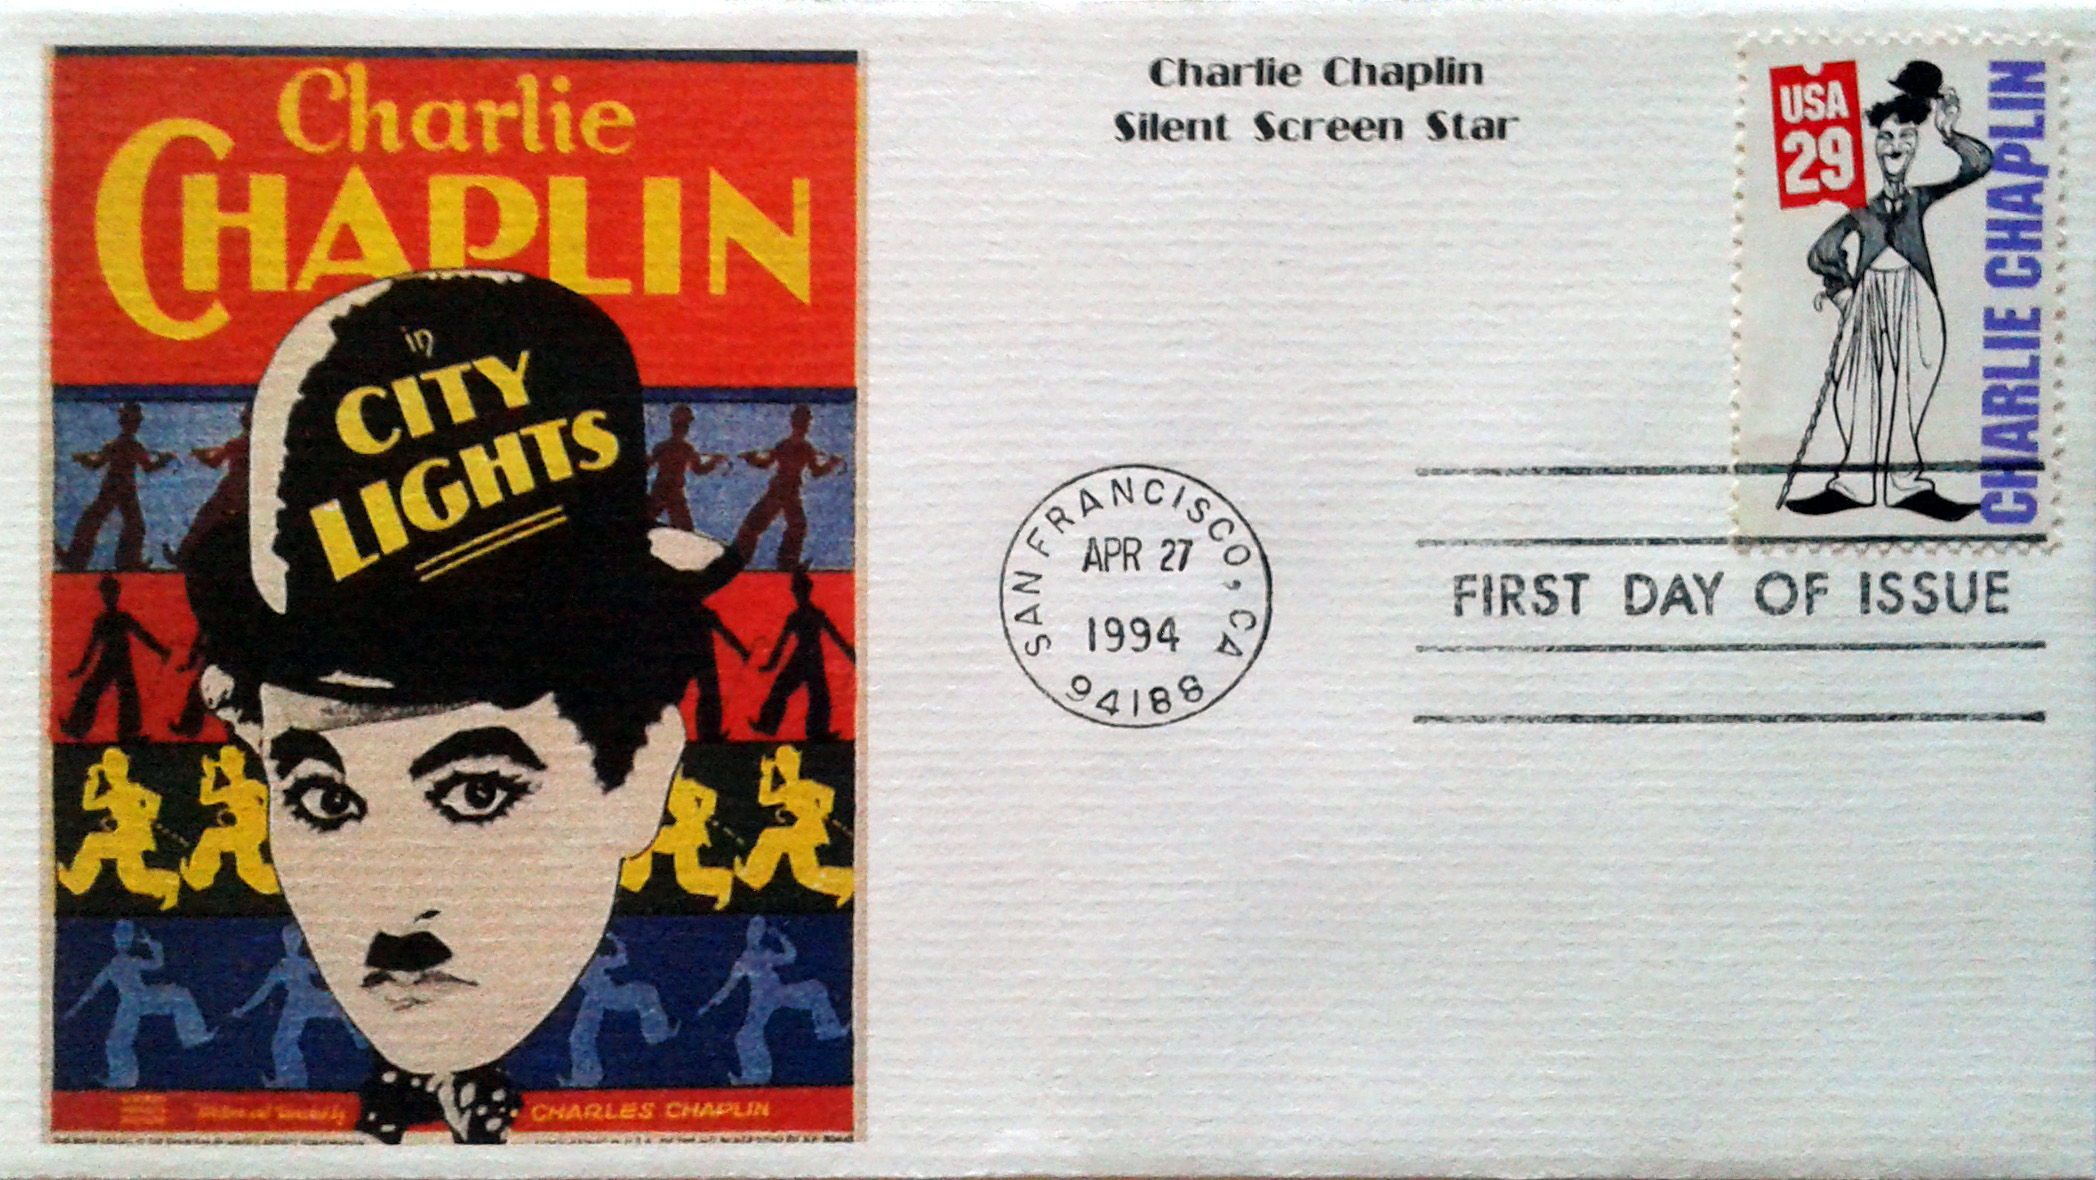 Charlie
CHAPLIN
in
CITY
LIGHTS
CHARLES CHAPLIN
Charlie Chaplin
Silent Screen Star
USA
29
CHARLIE CHAPLIN
SAN FRANCISCO, CA
APR 27
1994
94188
FIRST DAY OF ISSUE